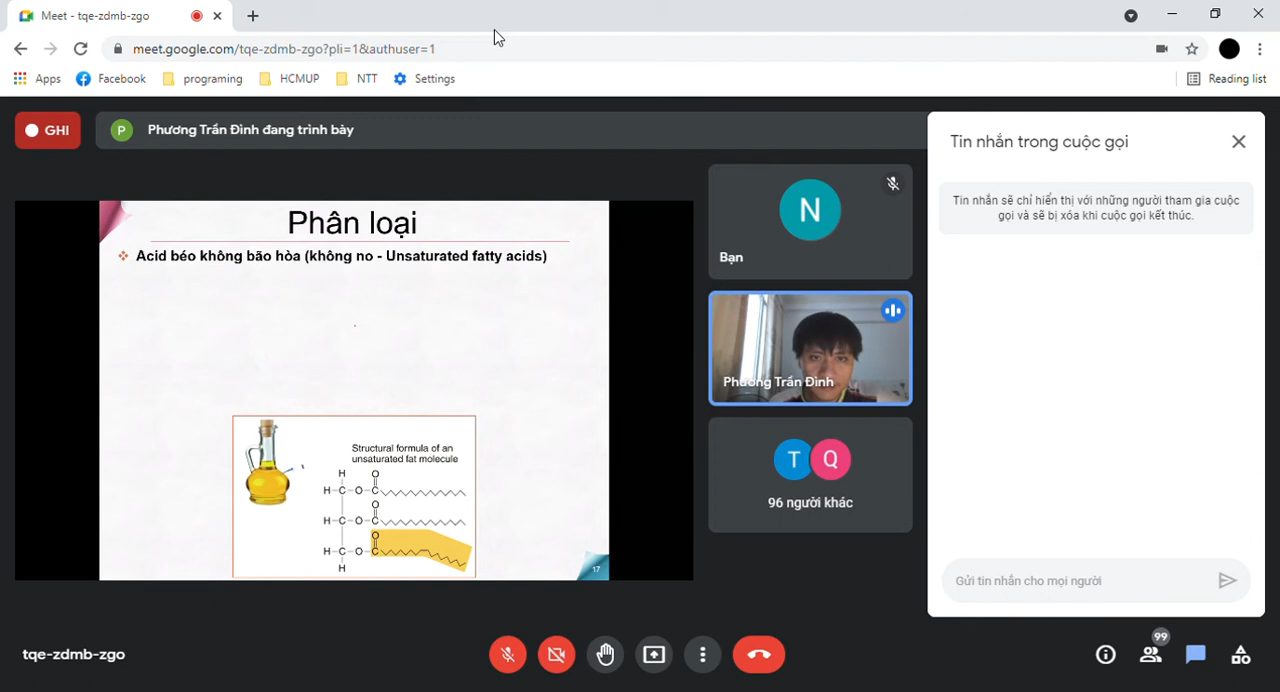 Meet - tqe-zdmb-zgo
meet.google.com/tqe-zdmb-zgo?pli=1&authuser=1
Apps Facebook programing HCMUP NTT Settings Reading list
GHI
P Phương Trần Đình đang trình bày
Phân loại
Acid béo không bão hòa (không no - Unsaturated fatty acids)
Structural formula of an
unsaturated fat molecule
H O
H-C-O-C
O
H-C-O-C
O
H-C-O-C
H
17
N
Bạn
Phương Trần Đình
T Q
96 người khác
Tin nhắn trong cuộc gọi
Tin nhắn sẽ chỉ hiển thị với những người tham gia cuộc
gọi và sẽ bị xóa khi cuộc gọi kết thúc.
Gửi tin nhắn cho mọi người
tqe-zdmb-zgo
99